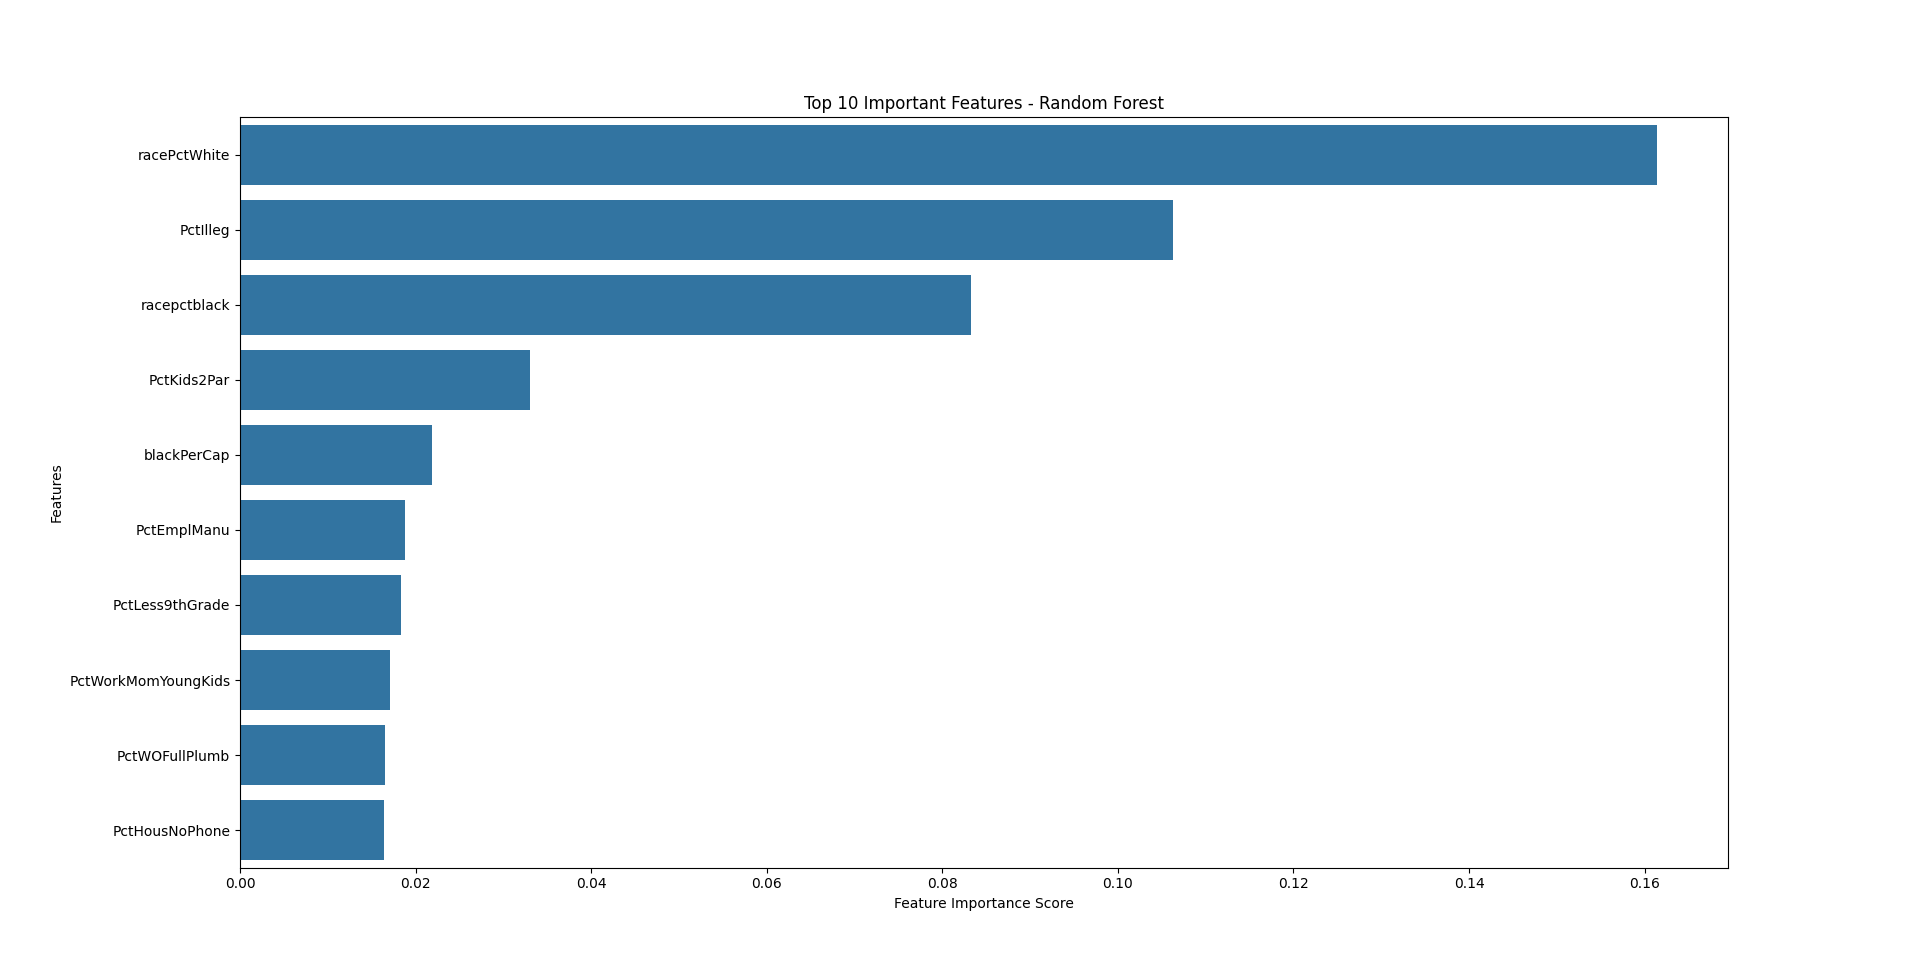 Top 10 Important Features - Random Forest
Features
racePctWhite
PctIlleg
racepctblack
PctKids2Par
blackPerCap
PctEmplManu
PctLess9thGrade
PctWorkMomYoungKids
PctWOFullPlumb
PctHousNoPhone
0.00 0.02 0.04 0.06 0.08 0.10 0.12 0.14 0.16
Feature Importance Score